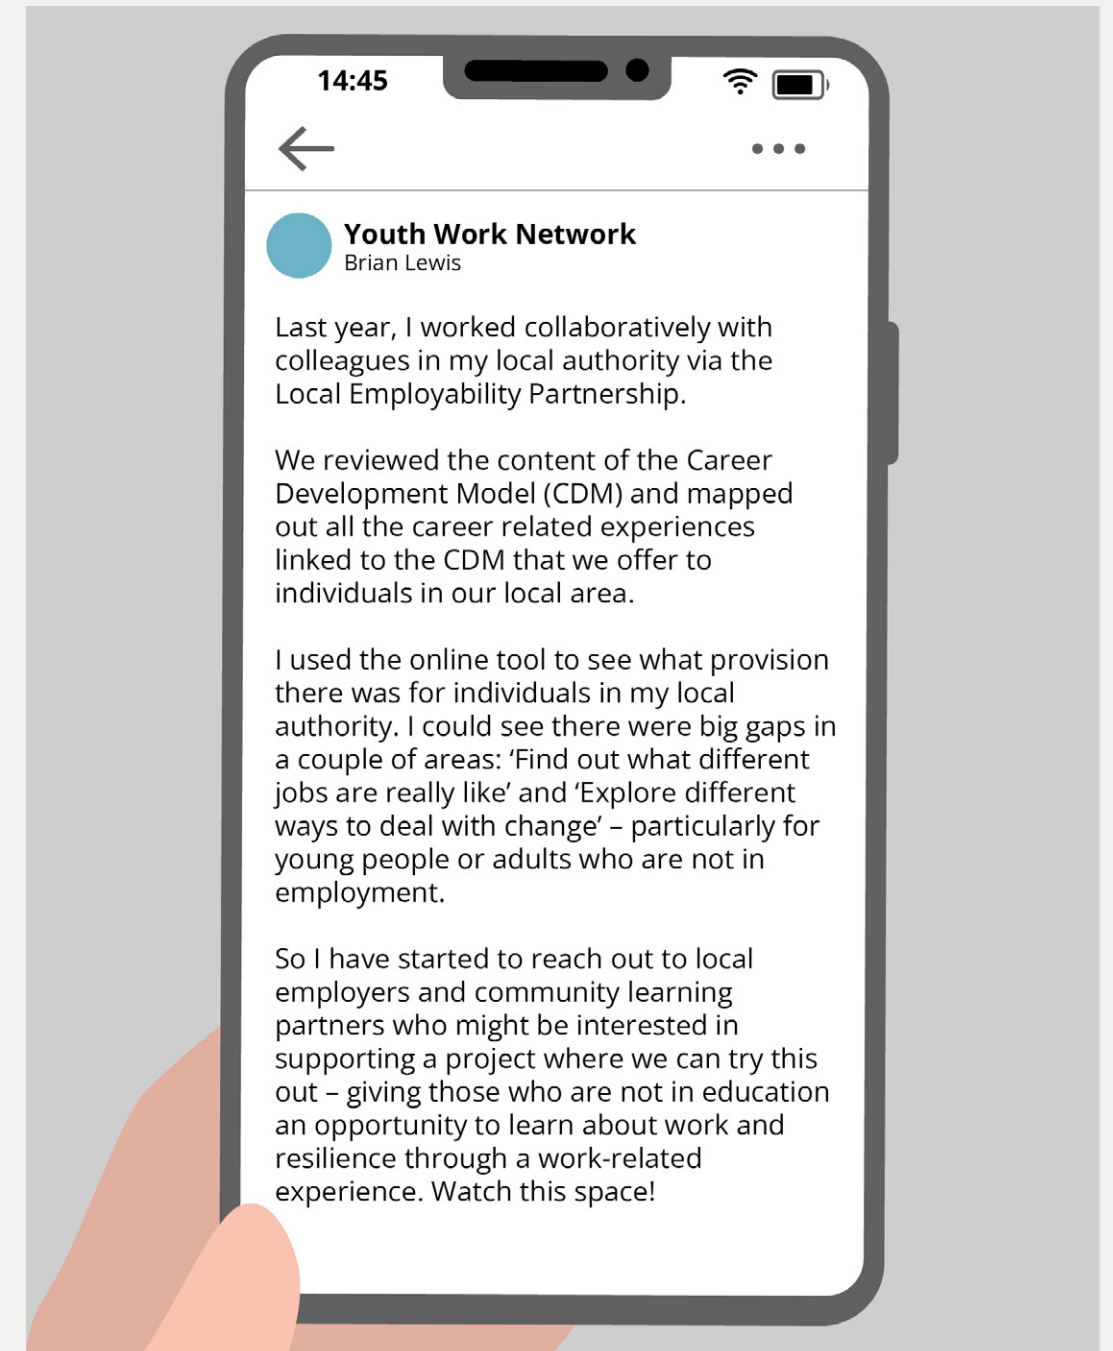 14:45
Youth Work Network
Brian Lewis
Last year, I worked collaboratively with
colleagues in my local authority via the
Local Employability Partnership.
We reviewed the content of the Career
Development Model (CDM) and mapped
out all the career related experiences
linked to the CDM that we offer to
individuals in our local area.
I used the online tool to see what provision
there was for individuals in my local
authority. I could see there were big gaps in
a couple of areas: ‘Find out what different
jobs are really like’ and ‘Explore different
ways to deal with change’ – particularly for
young people or adults who are not in
employment.
So I have started to reach out to local
employers and community learning
partners who might be interested in
supporting a project where we can try this
out – giving those who are not in education
an opportunity to learn about work and
resilience through a work-related
experience. Watch this space!